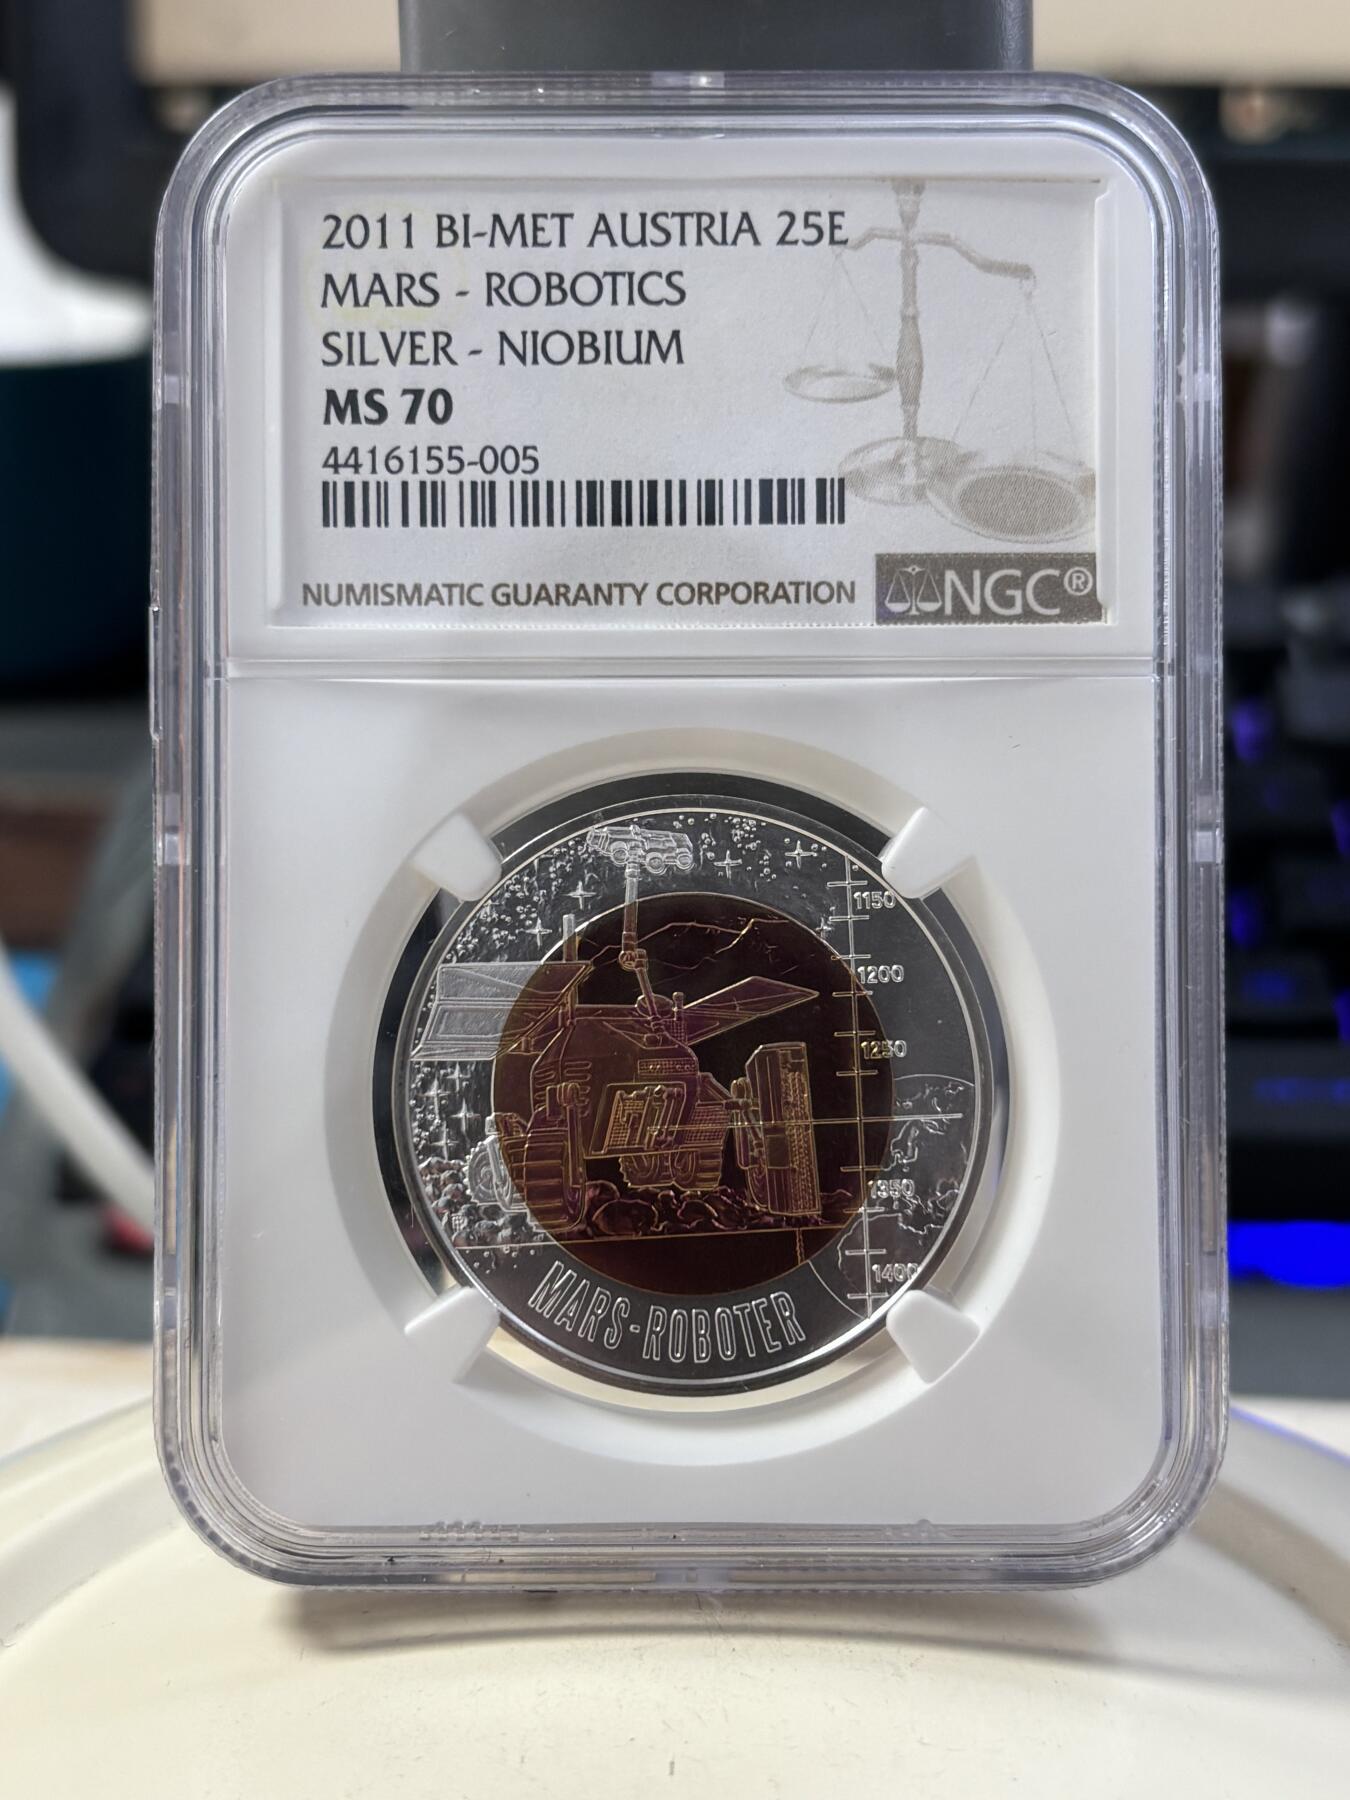 2011 BI-MET AUSTRIA 25E
MARS - ROBOTICS
SILVER - NIOBIUM
MS 70
4416155-005
NUMISMATIC GUARANTY CORPORATION NGC®
1150
1200
1250
1350
1400
MARS-ROBOTER